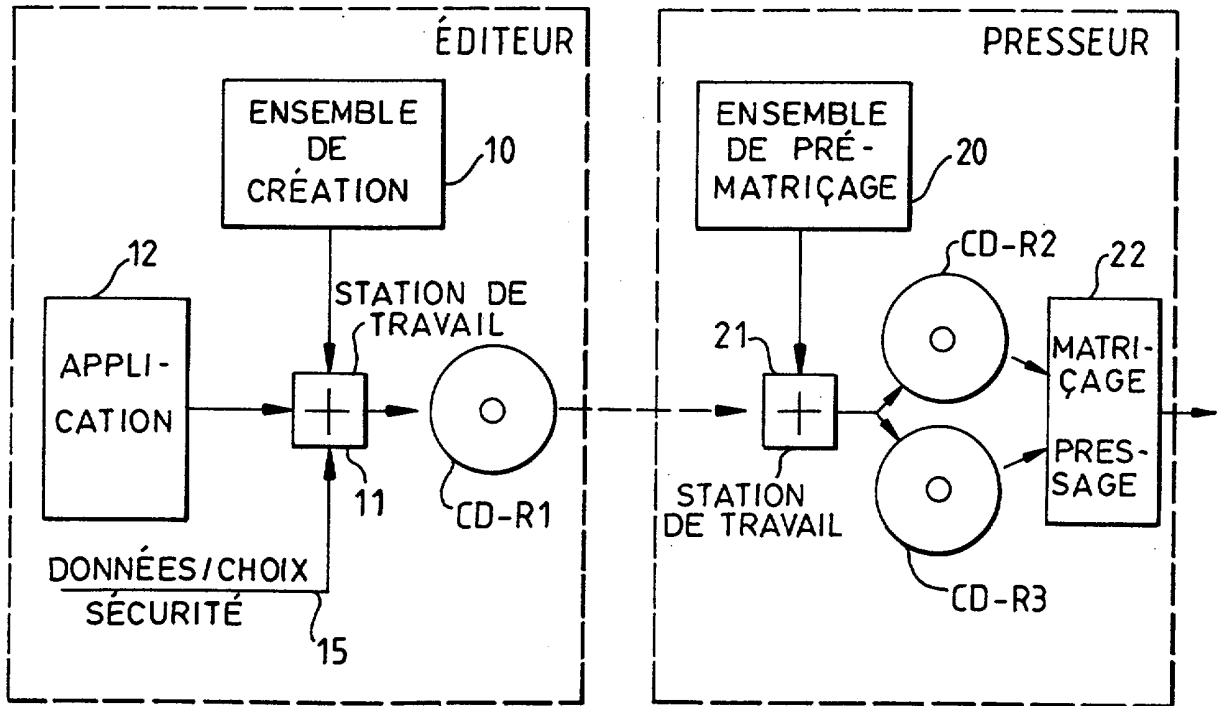 ÉDITEUR
ENSEMBLE
DE
CRÉATION
10
12
APPLI-
CATION
STATION DE
TRAVAIL
11
CD-R1
DONNÉES/CHOIX
SÉCURITÉ
15
PRESSEUR
ENSEMBLE
DE PRÉ-
MATRIÇAGE
20
21
STATION
DE TRAVAIL
CD-R2
CD-R3
22
MATRI-
ÇAGE
PRES-
SAGE